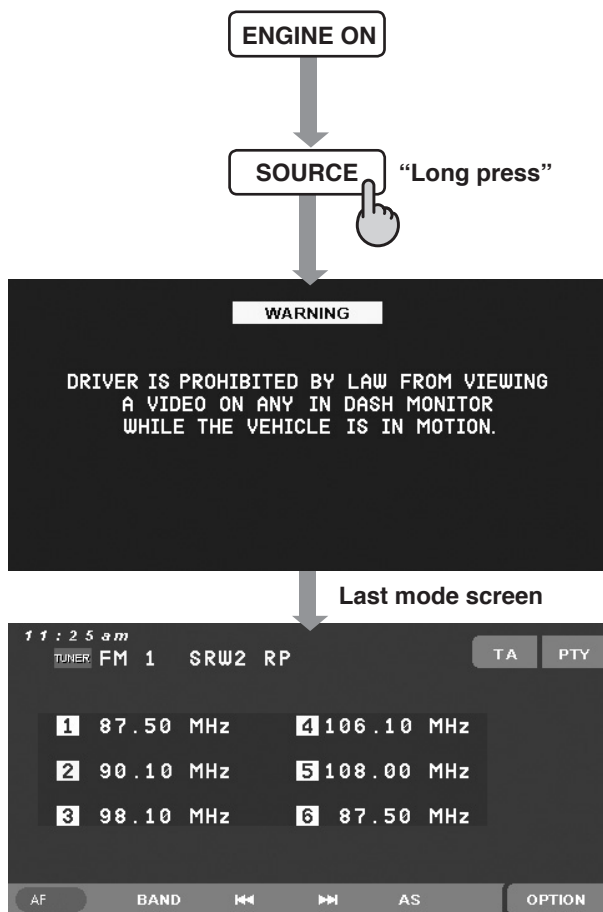 ENGINE ON
SOURCE “Long press”
WARNING
DRIVER IS PROHIBITED BY LAW FROM VIEWING
A VIDEO ON ANY IN DASH MONITOR
WHILE THE VEHICLE IS IN MOTION.
Last mode screen
11:25 am
TUNER FM 1 SRW2 RP TA PTY
1 87.50 MHz 4 106.10 MHz
2 90.10 MHz 5 108.00 MHz
3 98.10 MHz 6 87.50 MHz
AF BAND AS OPTION